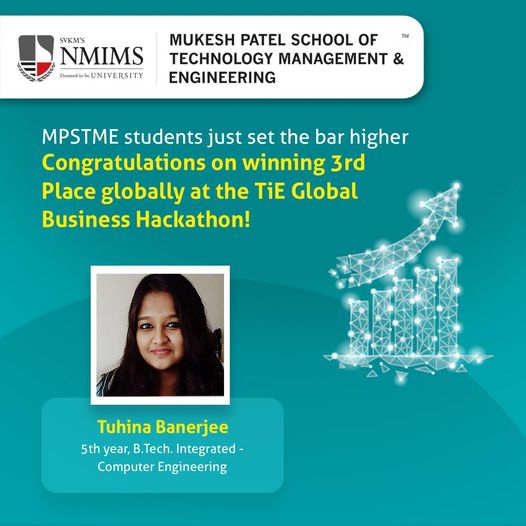 SVKM'S
NMIMS
Deemed to be UNIVERSITY
MUKESH PATEL SCHOOL OF
TECHNOLOGY MANAGEMENT &
ENGINEERING
TM
MPSTME students just set the bar higher
Congratulations on winning 3rd
Place globally at the TiE Global
Business Hackathon!
Tuhina Banerjee
5th year, B.Tech. Integrated -
Computer Engineering